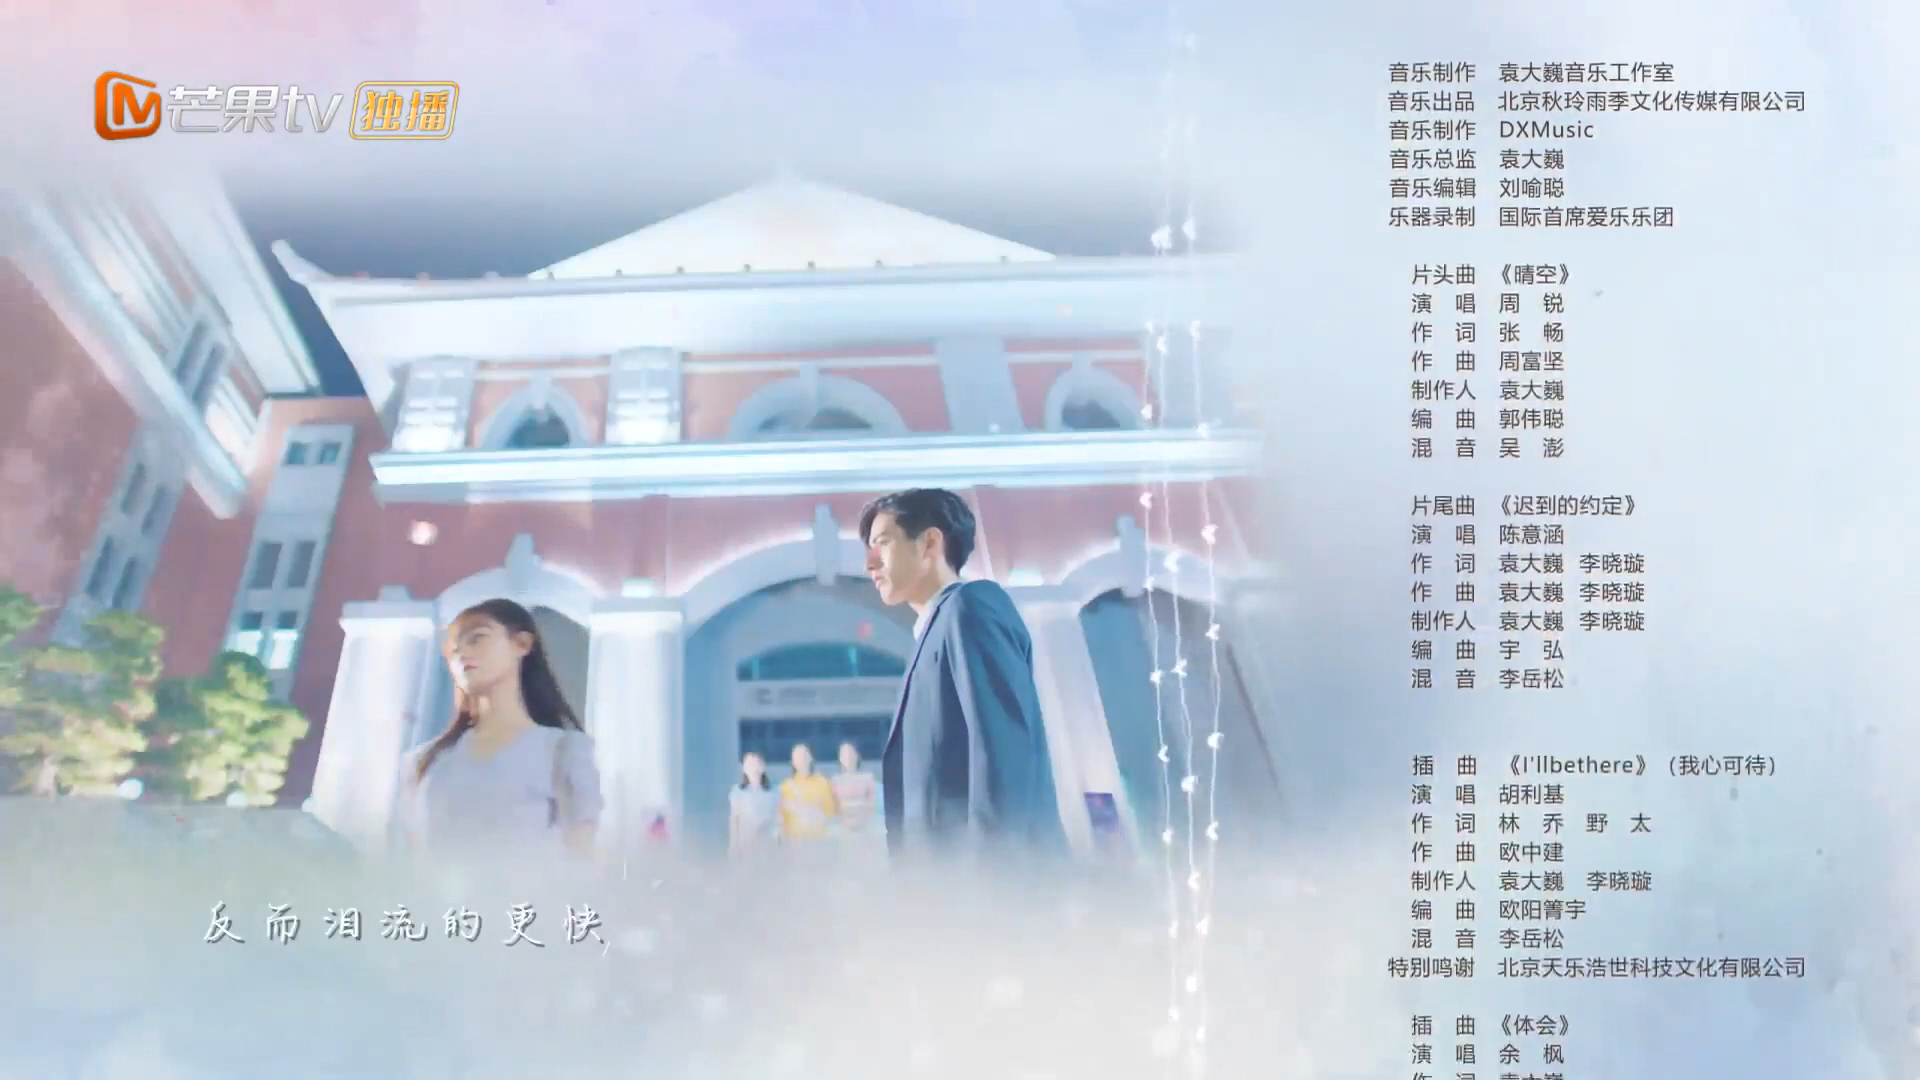 芒果tv 独播
音乐制作 袁大巍音乐工作室
音乐出品 北京秋玲雨季文化传媒有限公司
音乐制作 DXMusic
音乐总监 袁大巍
音乐编辑 刘喻聪
乐器录制 国际首席爱乐乐团
片头曲 《晴空》
演 唱 周 锐
作 词 张 畅
作 曲 周富坚
制作人 袁大巍
编 曲 郭伟聪
混 音 吴 澎
片尾曲 《迟到的约定》
演 唱 陈意涵
作 词 袁大巍 李晓璇
作 曲 袁大巍 李晓璇
制作人 袁大巍 李晓璇
编 曲 宇 弘
混 音 李岳松
插 曲 《I'llbethere》（我心可待）
演 唱 胡利基
作 词 林 乔 野 太
作 曲 欧中建
制作人 袁大巍 李晓璇
编 曲 欧阳箐宇
混 音 李岳松
特别鸣谢 北京天乐浩世科技文化有限公司
插 曲 《体会》
演 唱 余 枫
作 词 袁大巍
反而泪流的更快